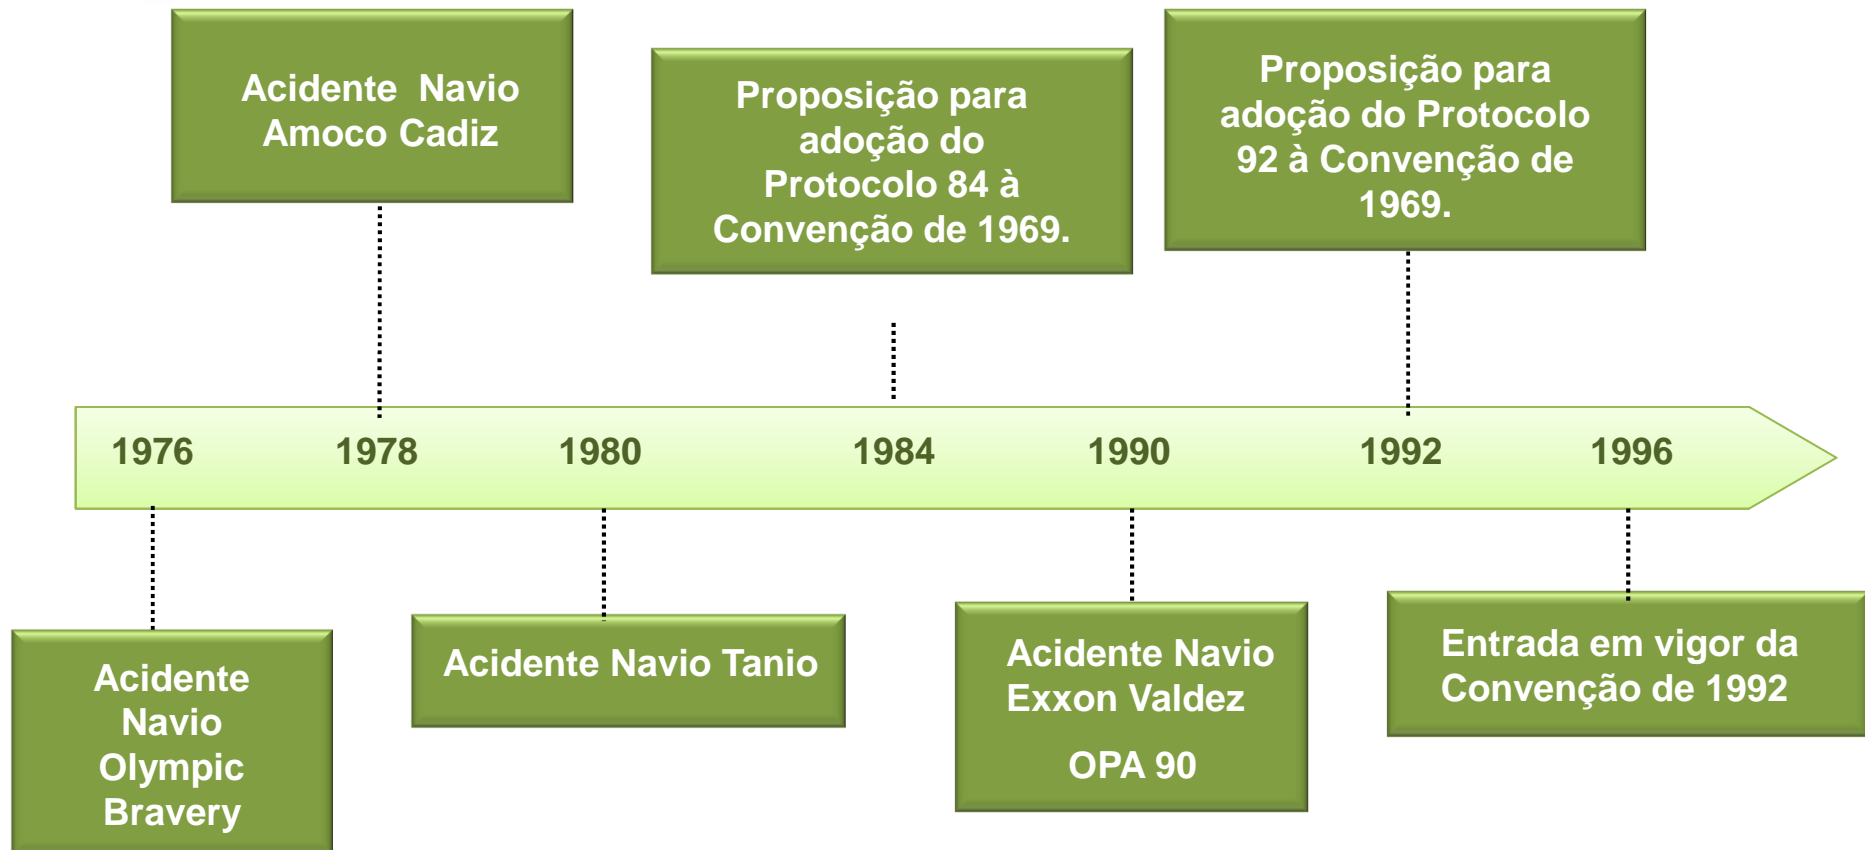 Acidente Navio
Amoco Cadiz
Proposição para
adoção do
Protocolo 84 à
Convenção de 1969.
Proposição para
adoção do Protocolo
92 à Convenção de
1969.
1976 1978 1980 1984 1990 1992 1996
Acidente
Navio
Olympic
Bravery
Acidente Navio Tanio
Acidente Navio
Exxon Valdez
OPA 90
Entrada em vigor da
Convenção de 1992